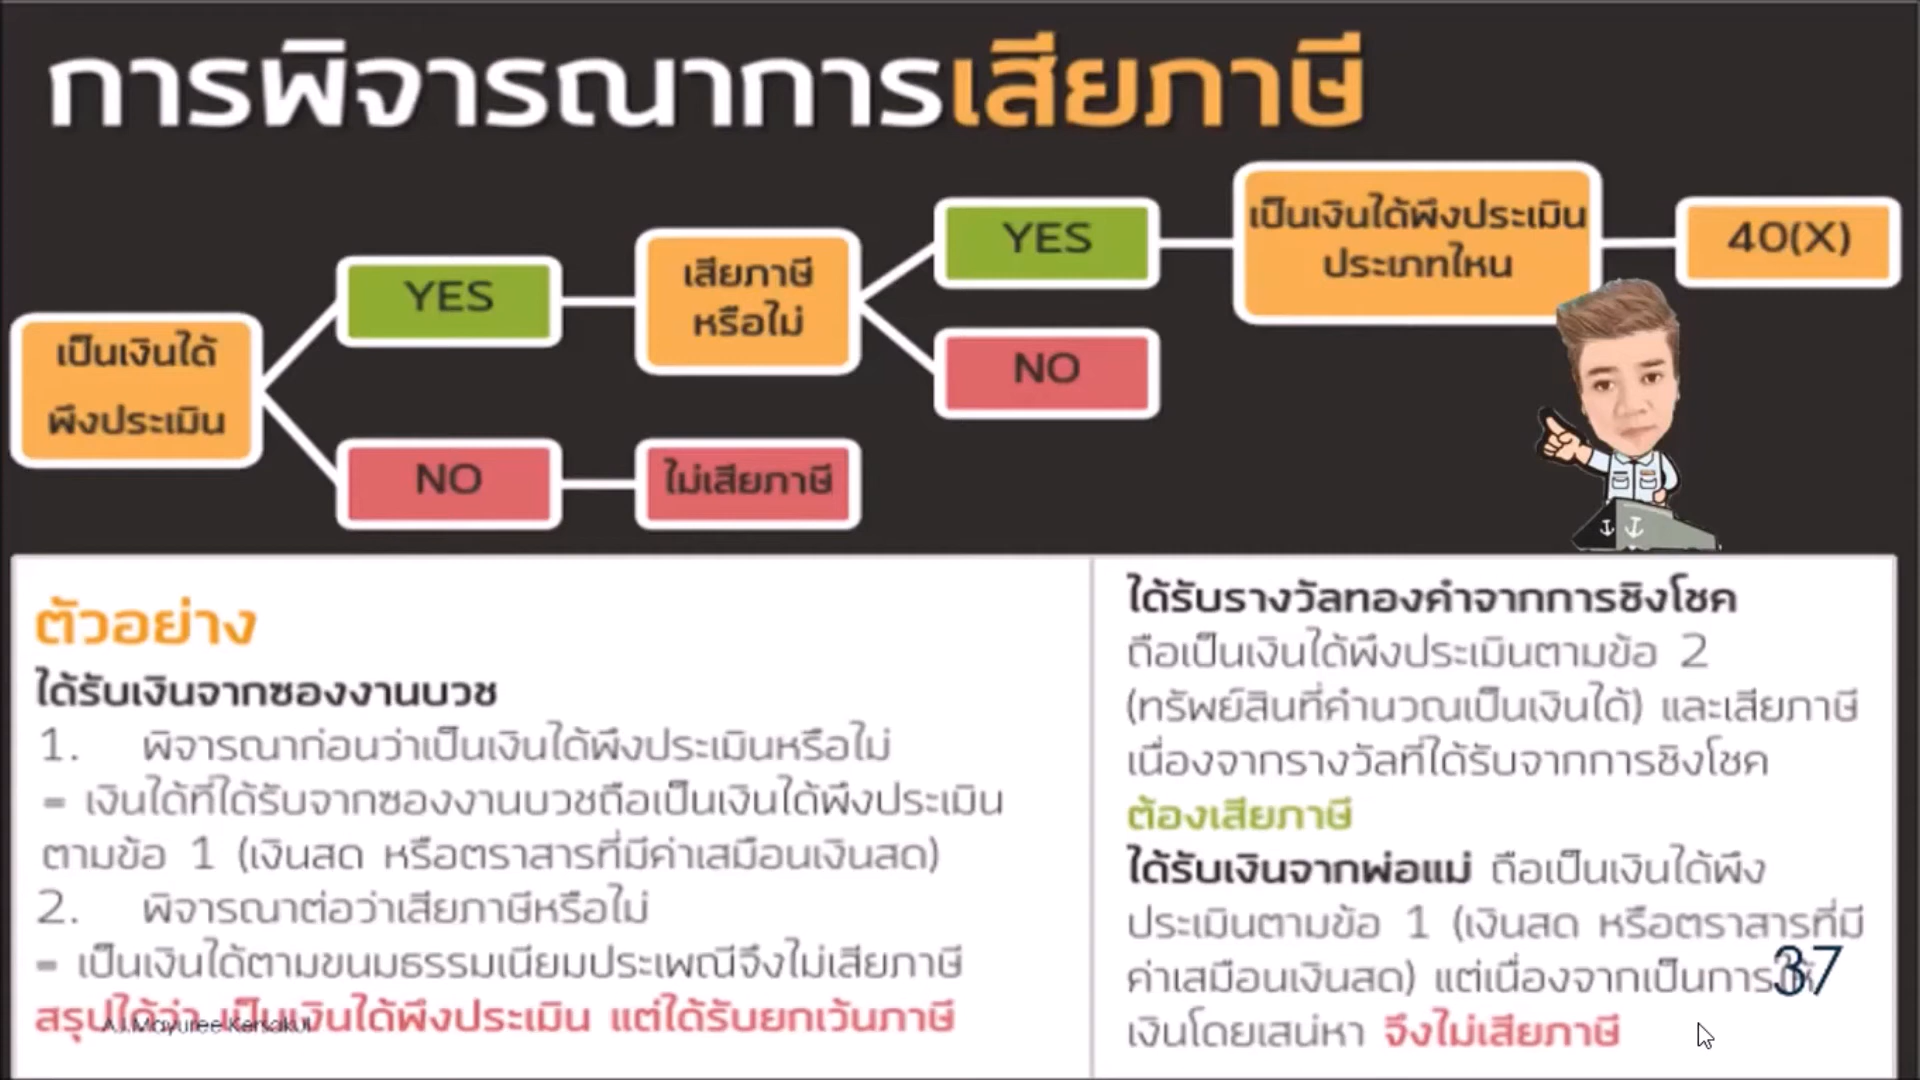 การพิจารณาการเสียภาษี
เป็นเงินได้
พึงประเมิน
YES
NO
เสียภาษี
หรือไม่
ไม่เสียภาษี
YES
NO
เป็นเงินได้พึงประเมิน
ประเภทไหน
40(X)
ตัวอย่าง
ได้รับเงินจากซองงานบวช
1. พิจารณาก่อนว่าเป็นเงินได้พึงประเมินหรือไม่
= เงินได้ที่ได้รับจากซองงานบวชถือเป็นเงินได้พึงประเมิน
ตามข้อ 1 (เงินสด หรือตราสารที่มีค่าเสมือนเงินสด)
2. พิจารณาต่อว่าเสียภาษีหรือไม่
= เป็นเงินได้ตามขนมธรรมเนียมประเพณีจึงไม่เสียภาษี
สรุปได้ว่า เป็นเงินได้พึงประเมิน แต่ได้รับยกเว้นภาษี
ได้รับรางวัลทองคำจากการชิงโชค
ถือเป็นเงินได้พึงประเมินตามข้อ 2
(ทรัพย์สินที่คำนวณเป็นเงินได้) และเสียภาษี
เนื่องจากรางวัลที่ได้รับจากการชิงโชค
ต้องเสียภาษี
ได้รับเงินจากพ่อแม่ ถือเป็นเงินได้พึง
ประเมินตามข้อ 1 (เงินสด หรือตราสารที่มี
ค่าเสมือนเงินสด) แต่เนื่องจากเป็นการให้
เงินโดยเสน่หา จึงไม่เสียภาษี
37